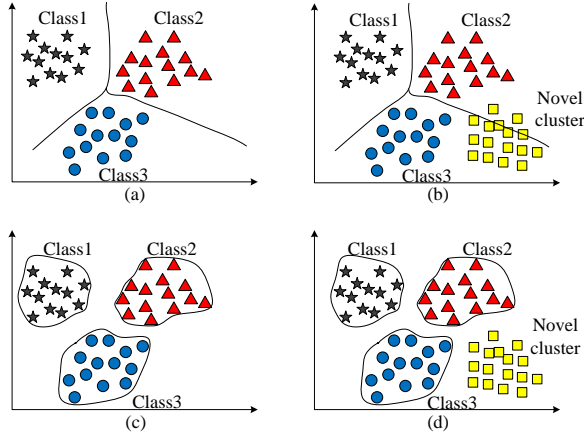 Class1
Class2
Class3
(a)
Class1
Class2
Novel
cluster
Class3
(b)
Class1
Class2
Class3
(c)
Class1
Class2
Novel
cluster
Class3
(d)